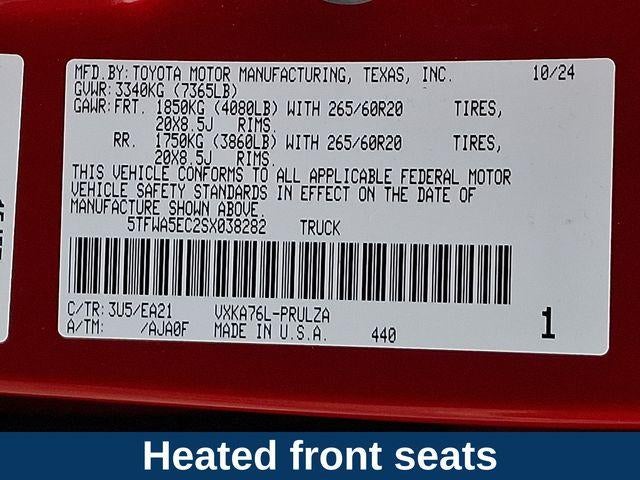 MFD.BY:TOYOTA MOTOR MANUFACTURING, TEXAS, INC. 10/24
GVWR:3340KG (7365LB)
GAWR:FRT. 1850KG (4080LB) WITH 265/60R20 TIRES,
20X8.5J RIMS.
RR. 1750KG (3860LB) WITH 265/60R20 TIRES,
20X8.5J RIMS.
THIS VEHICLE CONFORMS TO ALL APPLICABLE FEDERAL MOTOR
VEHICLE SAFETY STANDARDS IN EFFECT ON THE DATE OF
MANUFACTURE SHOWN ABOVE.
5TFWA5EC2SX038282 TRUCK
C/TR:3U5/EA21 VXKA76L-PRULZA
A/TM: /AJA0F MADE IN U.S.A. 440 1
Heated front seats